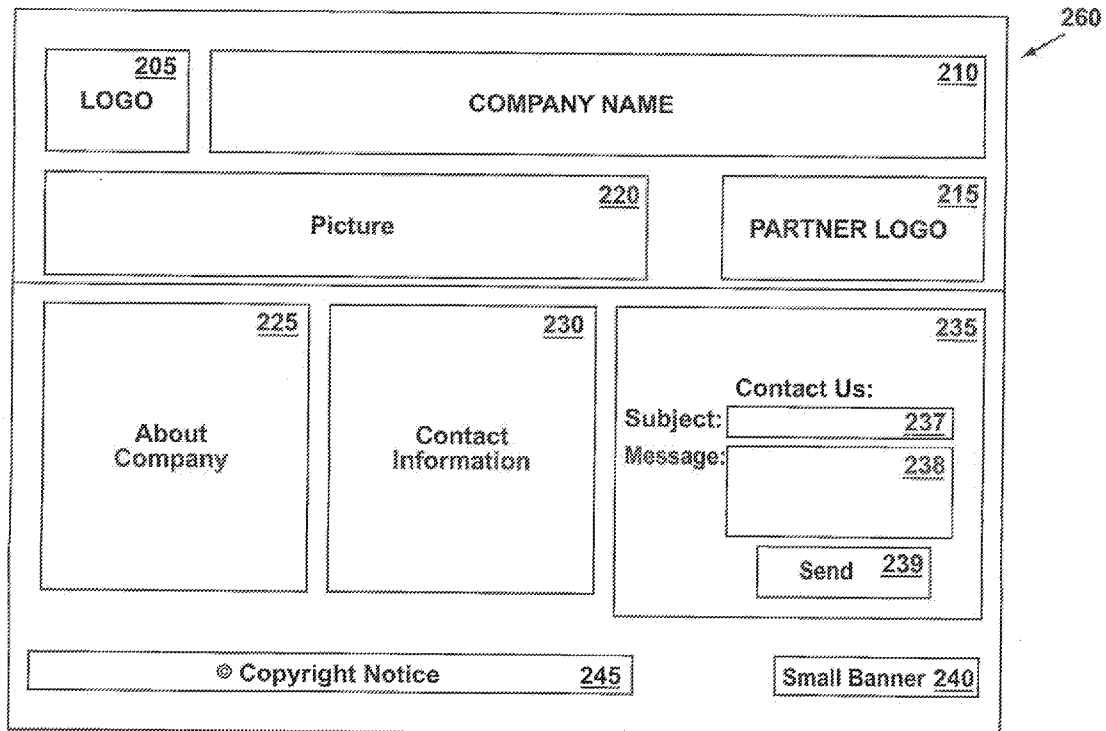 260
205
LOGO
210
COMPANY NAME
220
Picture
215
PARTNER LOGO
225
About
Company
230
Contact
Information
235
Contact Us:
Subject: 237
Message: 238
Send 239
© Copyright Notice 245
Small Banner 240